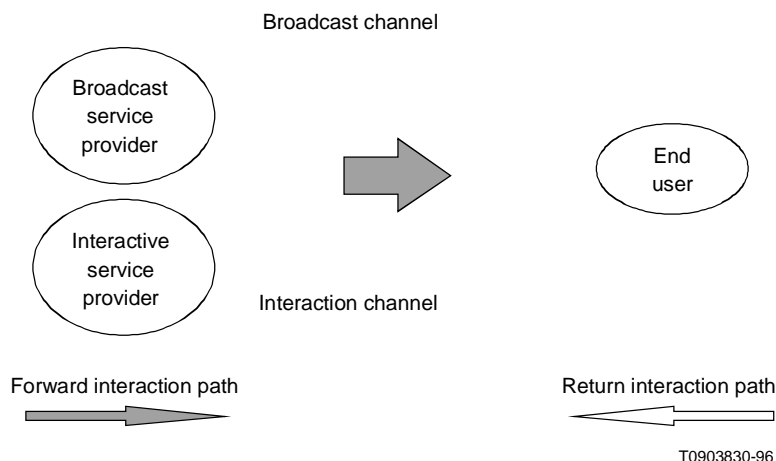 Broadcast channel
Broadcast
service
provider
End
user
Interactive
service
provider
Interaction channel
Forward interaction path
Return interaction path
T0903830-96